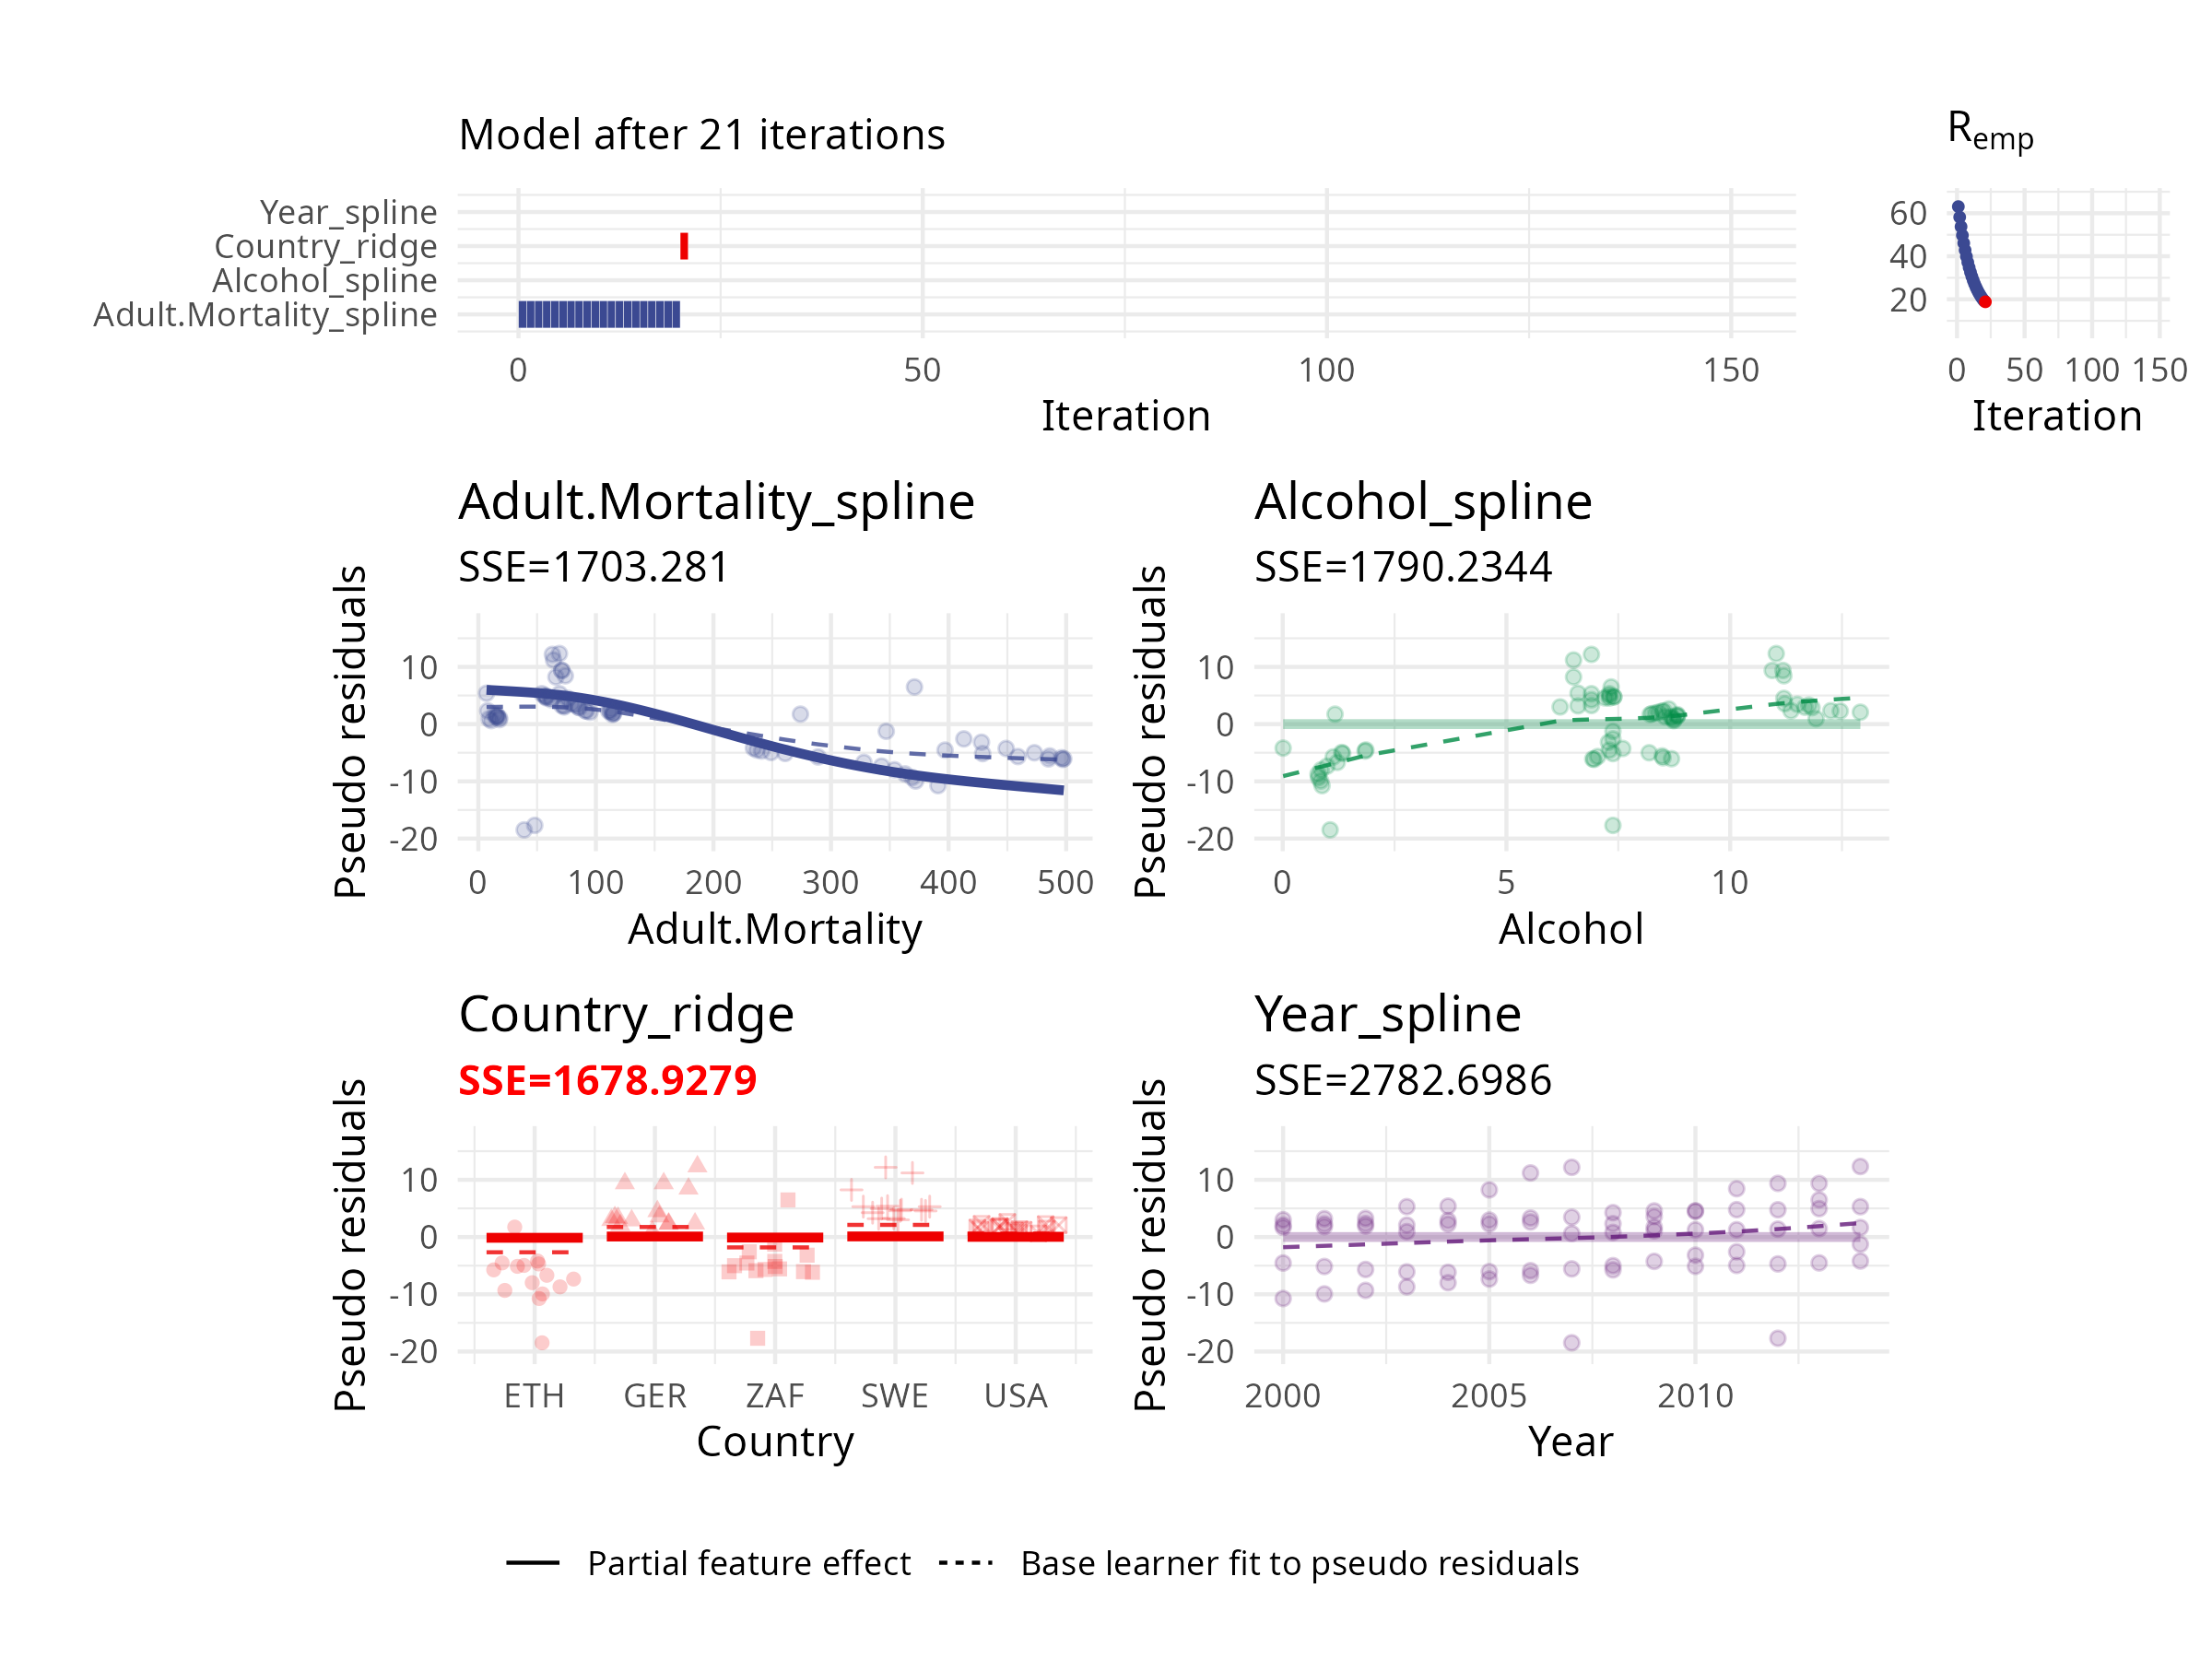 Model after 21 iterations
Year_spline
Country_ridge
Alcohol_spline
Adult.Mortality_spline
0 50 100 150
Iteration
Remp
60
40
20
0 50 100 150
Iteration
Adult.Mortality_spline
SSE=1703.281
Pseudo residuals
10
0
-10
-20
0 100 200 300 400 500
Adult.Mortality
Alcohol_spline
SSE=1790.2344
Pseudo residuals
10
0
-10
-20
0 5 10
Alcohol
Country_ridge
SSE=1678.9279
Pseudo residuals
10
0
-10
-20
ETH GER ZAF SWE USA
Country
Year_spline
SSE=2782.6986
Pseudo residuals
10
0
-10
-20
2000 2005 2010
Year
Partial feature effect Base learner fit to pseudo residuals